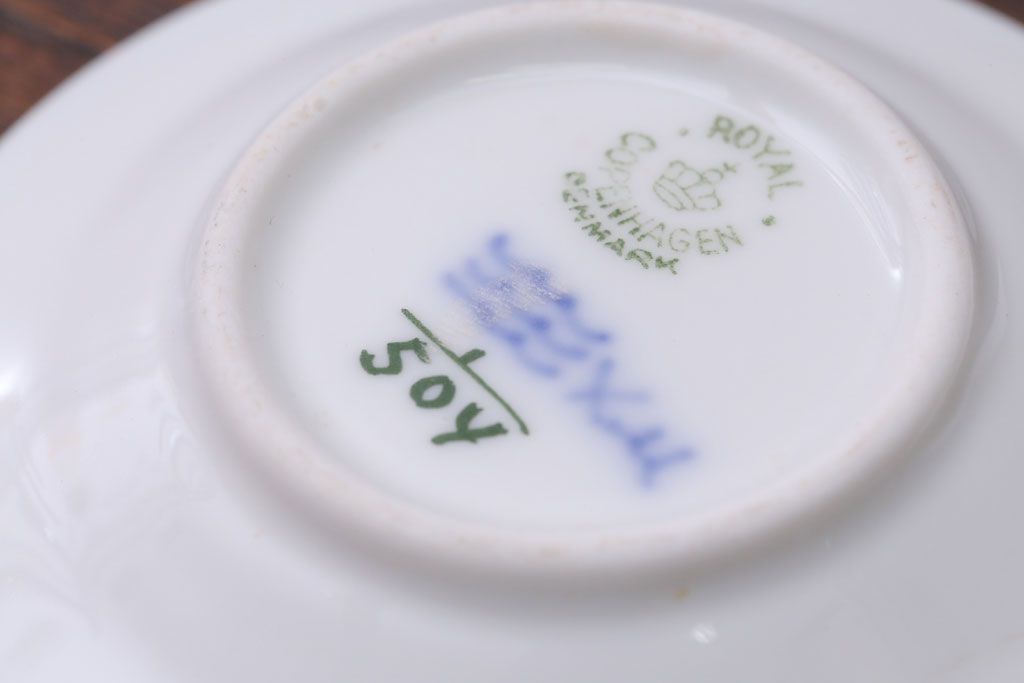 ROYAL
COPENHAGEN
DENMARK
1
504